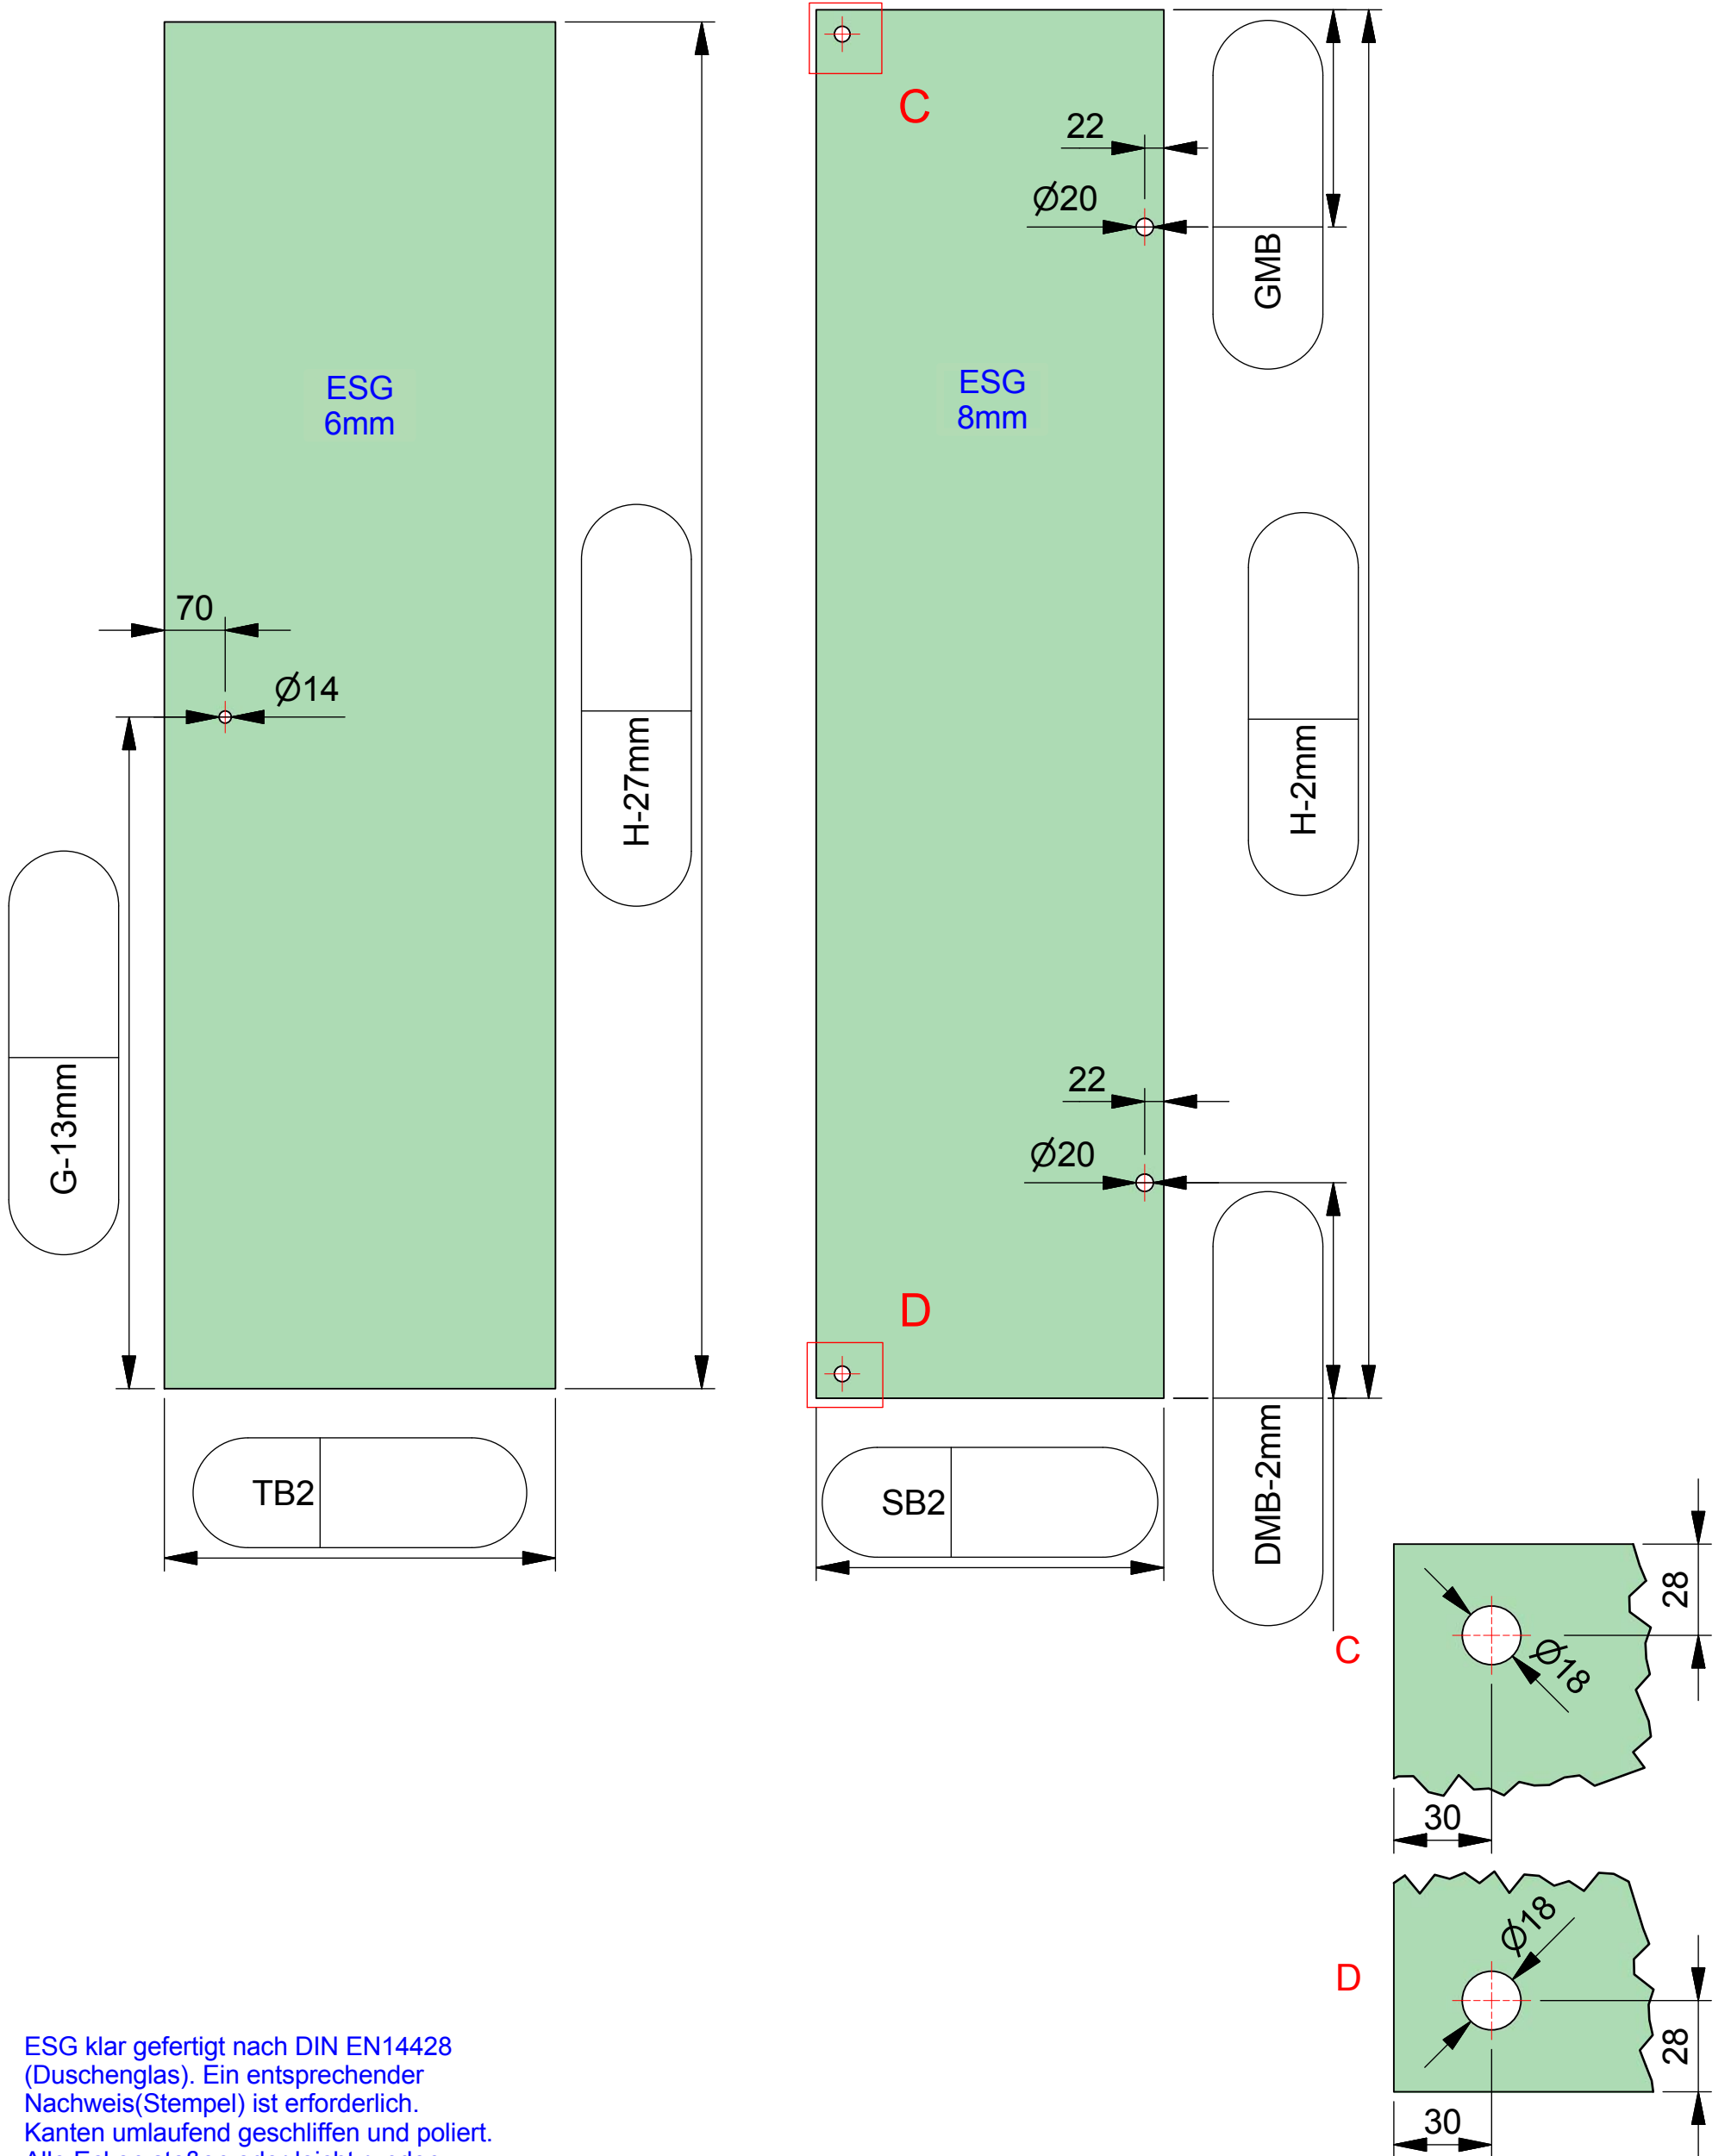 C
22
Ø20
GMB
ESG
6mm
ESG
8mm
70
Ø14
H-27mm
H-2mm
G-13mm
22
Ø20
D
TB2
SB2
DMB-2mm
28
C
Ø18
30
Ø18
D
28
30
ESG klar gefertigt nach DIN EN14428
(Duschenglas). Ein entsprechender
Nachweis(Stempel) ist erforderlich.
Kanten umlaufend geschliffen und poliert.